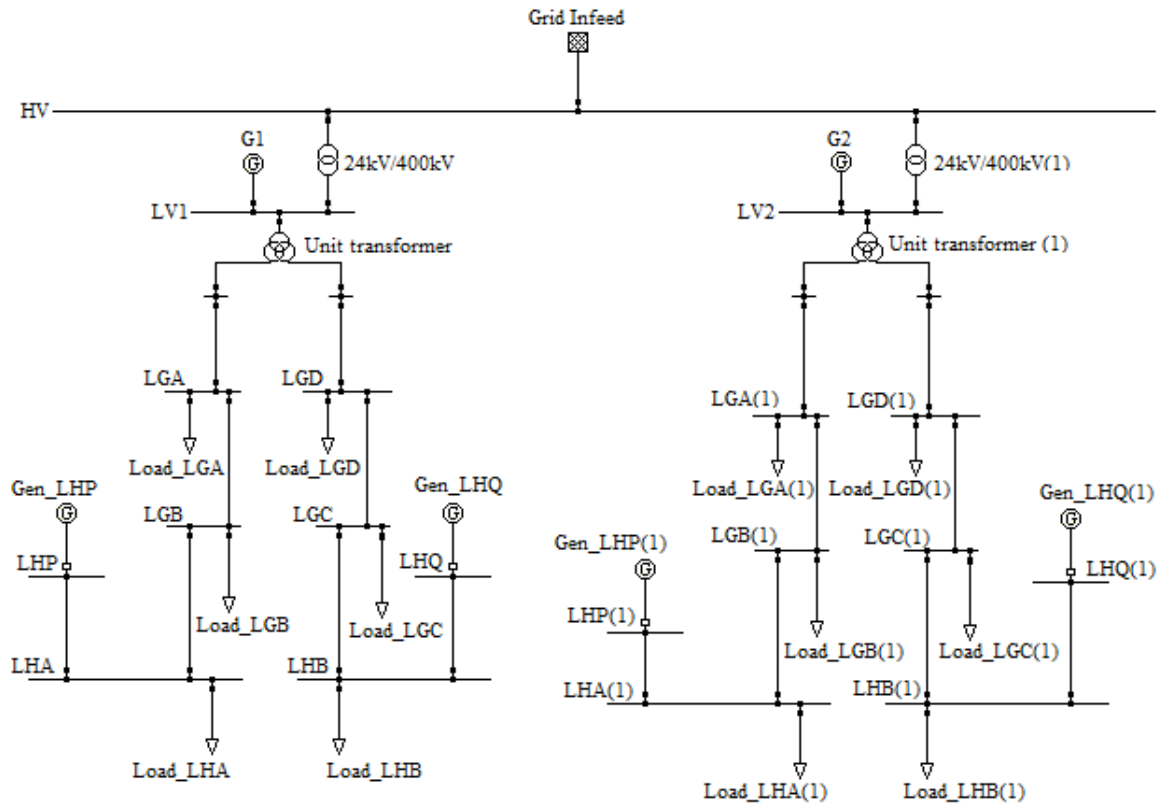 Grid Infeed
HV
G1
G
24kV/400kV
G2
G
24kV/400kV(1)
LV1
LV2
Unit transformer
Unit transformer (1)
LGA
LGD
LGA(1)
LGD(1)
Load_LGA
Load_LGD
Load_LGA(1)
Load_LGD(1)
Gen_LHP
G
Gen_LHQ
G
Gen_LHQ(1)
G
LGB
LGC
LGB(1)
LGC(1)
Gen_LHP(1)
G
LHP
LHQ
LHQ(1)
LHP(1)
Load_LGB
Load_LGC
Load_LGB(1)
Load_LGC(1)
LHA
LHB
LHA(1)
LHB(1)
Load_LHA
Load_LHB
Load_LHA(1)
Load_LHB(1)